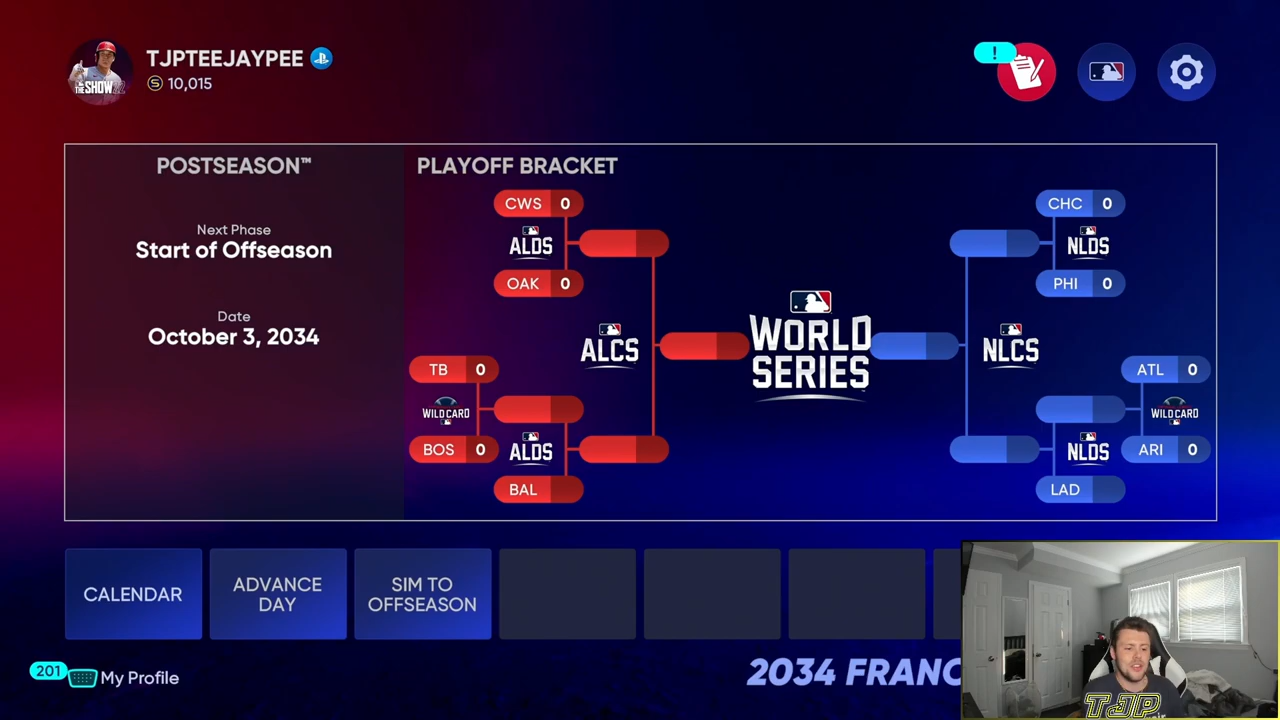 TJPTEEJAYPEE
10,015
THE SHOW 22
!
POSTSEASON™
Next Phase
Start of Offseason
Date
October 3, 2034
PLAYOFF BRACKET
CWS 0
ALDS
OAK 0
ALCS
TB 0
WILD CARD
BOS 0
ALDS
BAL
WORLD
SERIES
CHC 0
NLDS
PHI 0
NLCS
ATL 0
WILD CARD
ARI 0
NLDS
LAD
CALENDAR
ADVANCE
DAY
SIM TO
OFFSEASON
201
My Profile
2034 FRANC
TJP